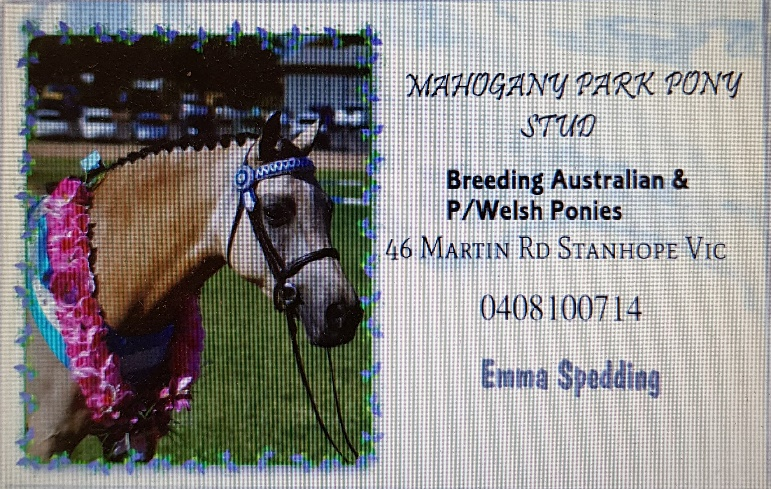 MAHOGANY PARK PONY
STUD
Breeding Australian &
P/Welsh Ponies
46 MARTIN RD STANHOPE VIC
0408100714
Emma Spedding